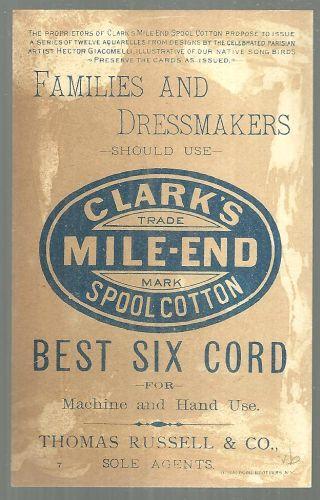 THE PROPRIETORS OF CLARK'S MILE-END SPOOL COTTON PROPOSE TO ISSUE
A SERIES OF TWELVE AQUARELLES FROM DESIGNS BY THE CELEBRATED PARISIAN
ARTIST HECTOR GIACOMELLI, ILLUSTRATIVE OF OUR NATIVE SONG BIRDS
PRESERVE THE CARDS AS ISSUED.
FAMILIES AND
DRESSMAKERS
—SHOULD USE—
CLARK'S
TRADE
MILE-END
MARK
SPOOL COTTON
BEST SIX CORD
—FOR—
Machine and Hand Use.
THOMAS RUSSELL & CO.,
7 SOLE AGENTS.
BROTHERS, N.Y.